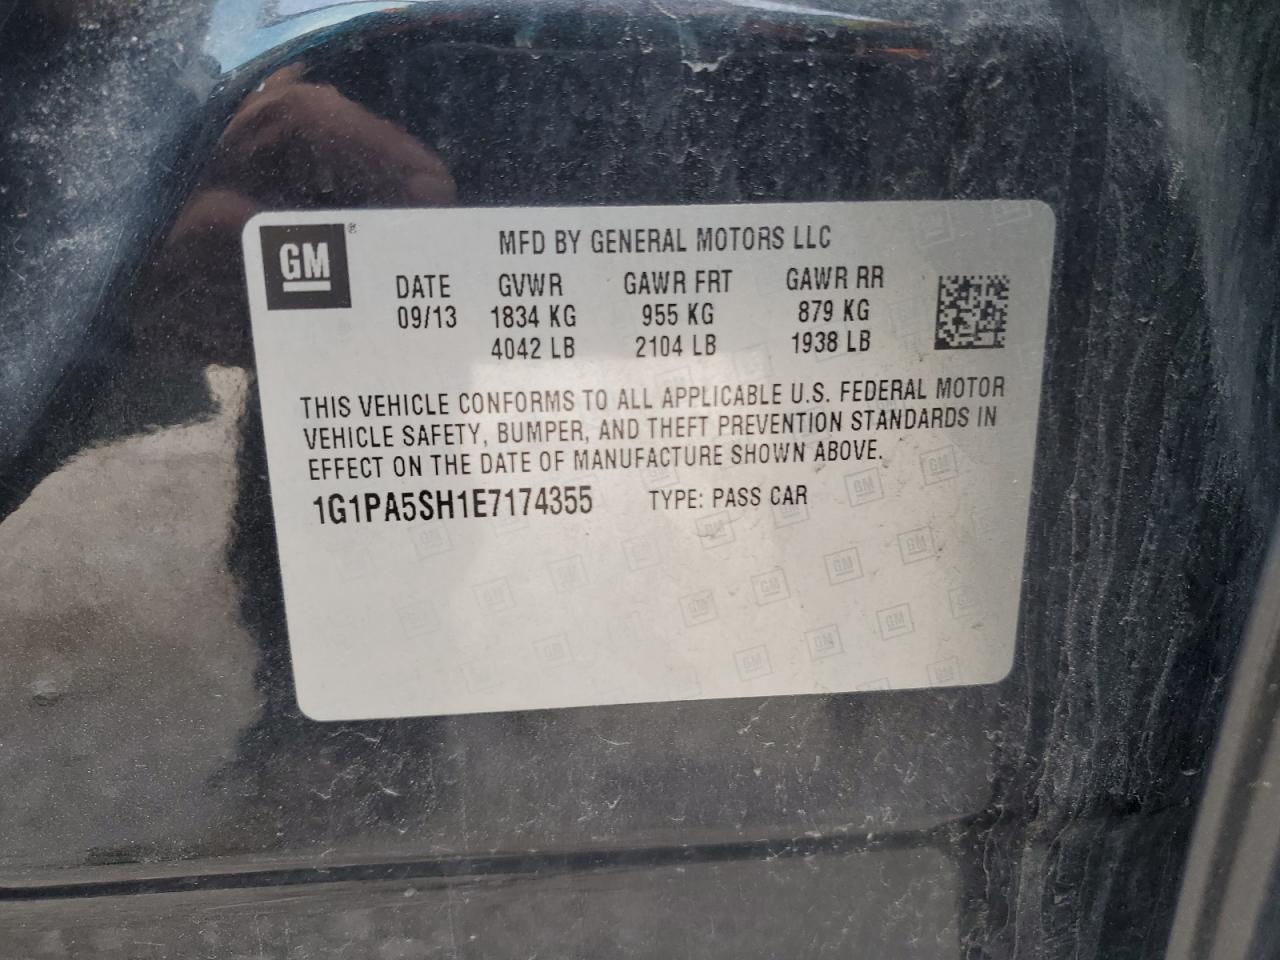 GM ®
MFD BY GENERAL MOTORS LLC
DATE GVWR GAWR FRT GAWR RR
09/13 1834 KG 955 KG 879 KG
4042 LB 2104 LB 1938 LB
THIS VEHICLE CONFORMS TO ALL APPLICABLE U.S. FEDERAL MOTOR
VEHICLE SAFETY, BUMPER, AND THEFT PREVENTION STANDARDS IN
EFFECT ON THE DATE OF MANUFACTURE SHOWN ABOVE.
1G1PA5SH1E7174355 TYPE: PASS CAR